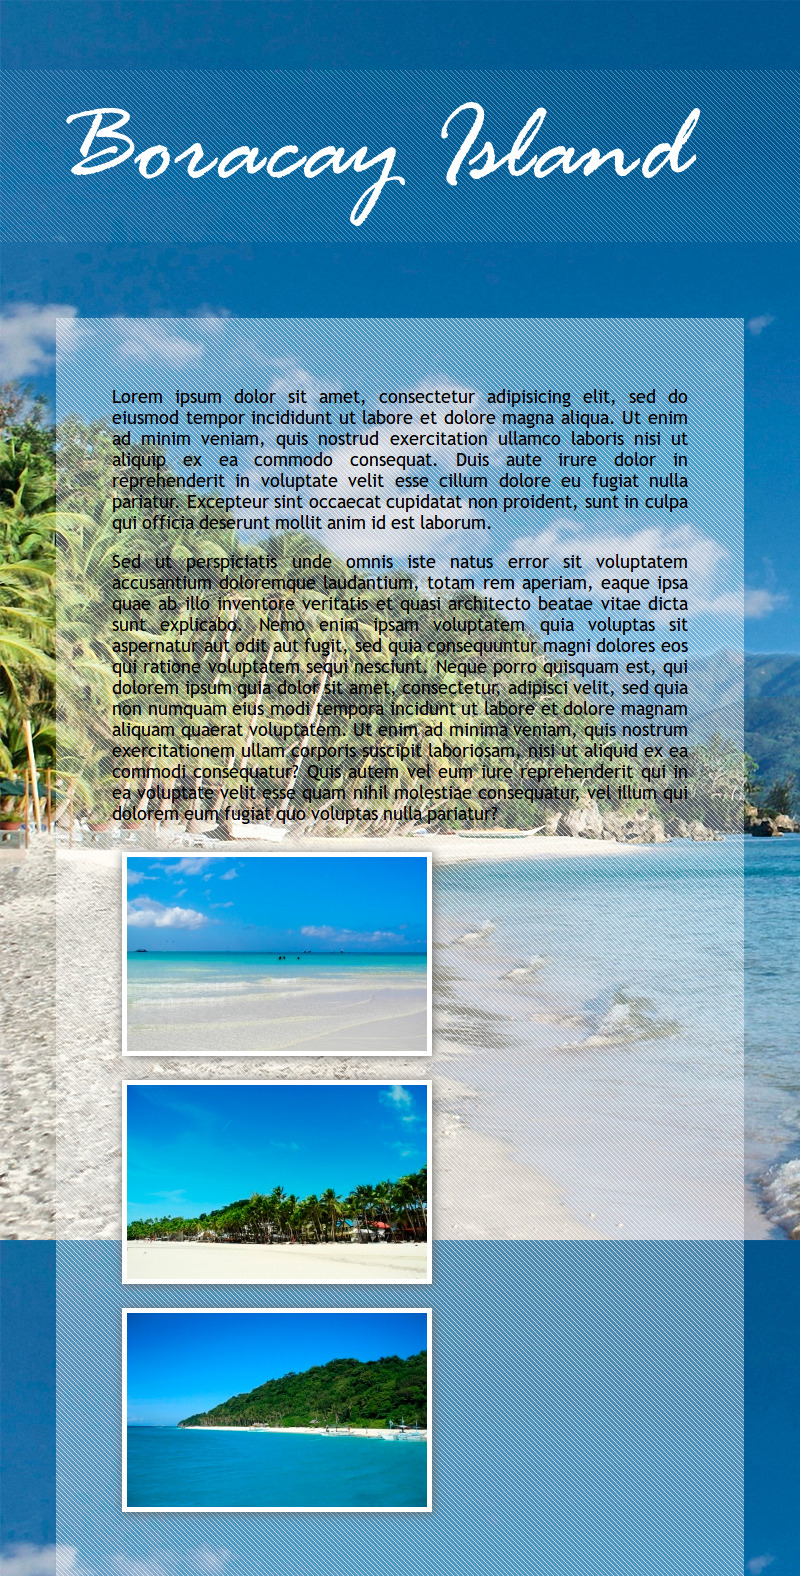 Boracay Island
Lorem ipsum dolor sit amet, consectetur adipisicing elit, sed do
eiusmod tempor incididunt ut labore et dolore magna aliqua. Ut enim
ad minim veniam, quis nostrud exercitation ullamco laboris nisi ut
aliquip ex ea commodo consequat. Duis aute irure dolor in
reprehenderit in voluptate velit esse cillum dolore eu fugiat nulla
pariatur. Excepteur sint occaecat cupidatat non proident, sunt in culpa
qui officia deserunt mollit anim id est laborum.
Sed ut perspiciatis unde omnis iste natus error sit voluptatem
accusantium doloremque laudantium, totam rem aperiam, eaque ipsa
quae ab illo inventore veritatis et quasi architecto beatae vitae dicta
sunt explicabo. Nemo enim ipsam voluptatem quia voluptas sit
aspernatur aut odit aut fugit, sed quia consequuntur magni dolores eos
qui ratione voluptatem sequi nesciunt. Neque porro quisquam est, qui
dolorem ipsum quia dolor sit amet, consectetur, adipisci velit, sed quia
non numquam eius modi tempora incidunt ut labore et dolore magnam
aliquam quaerat voluptatem. Ut enim ad minima veniam, quis nostrum
exercitationem ullam corporis suscipit laboriosam, nisi ut aliquid ex ea
commodi consequatur? Quis autem vel eum iure reprehenderit qui in
ea voluptate velit esse quam nihil molestiae consequatur, vel illum qui
dolorem eum fugiat quo voluptas nulla pariatur?